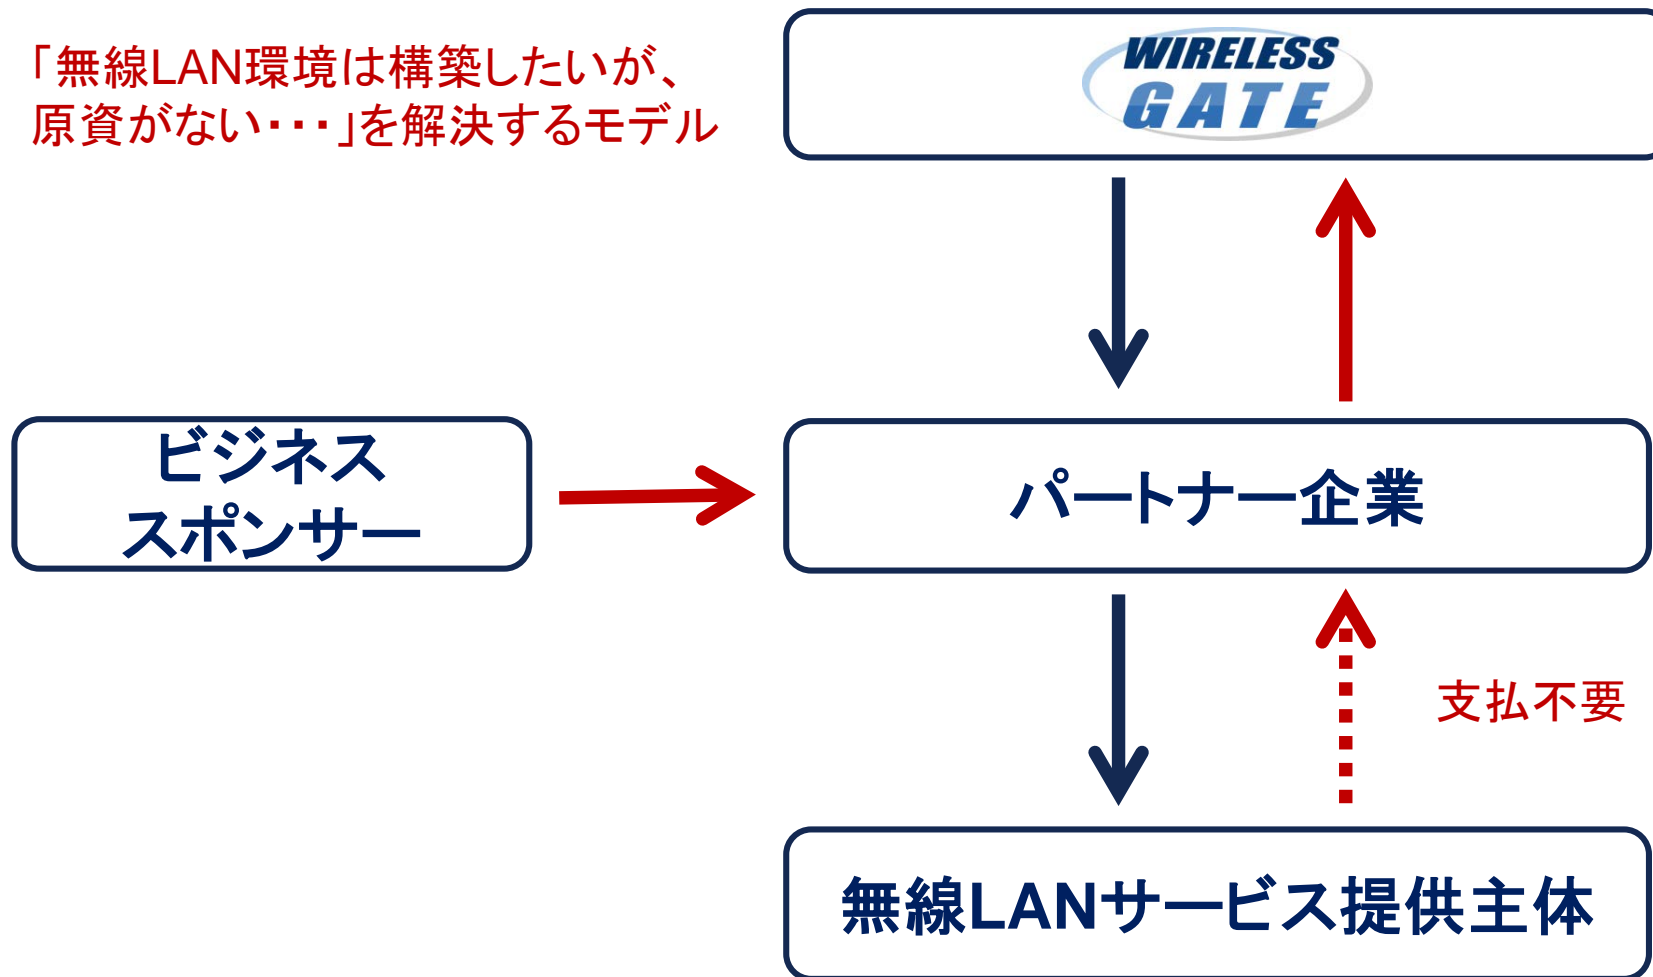 「無線LAN環境は構築したいが、
原資がない・・・」を解決するモデル
WIRELESS
GATE
ビジネス
スポンサー
パートナー企業
支払不要
無線LANサービス提供主体